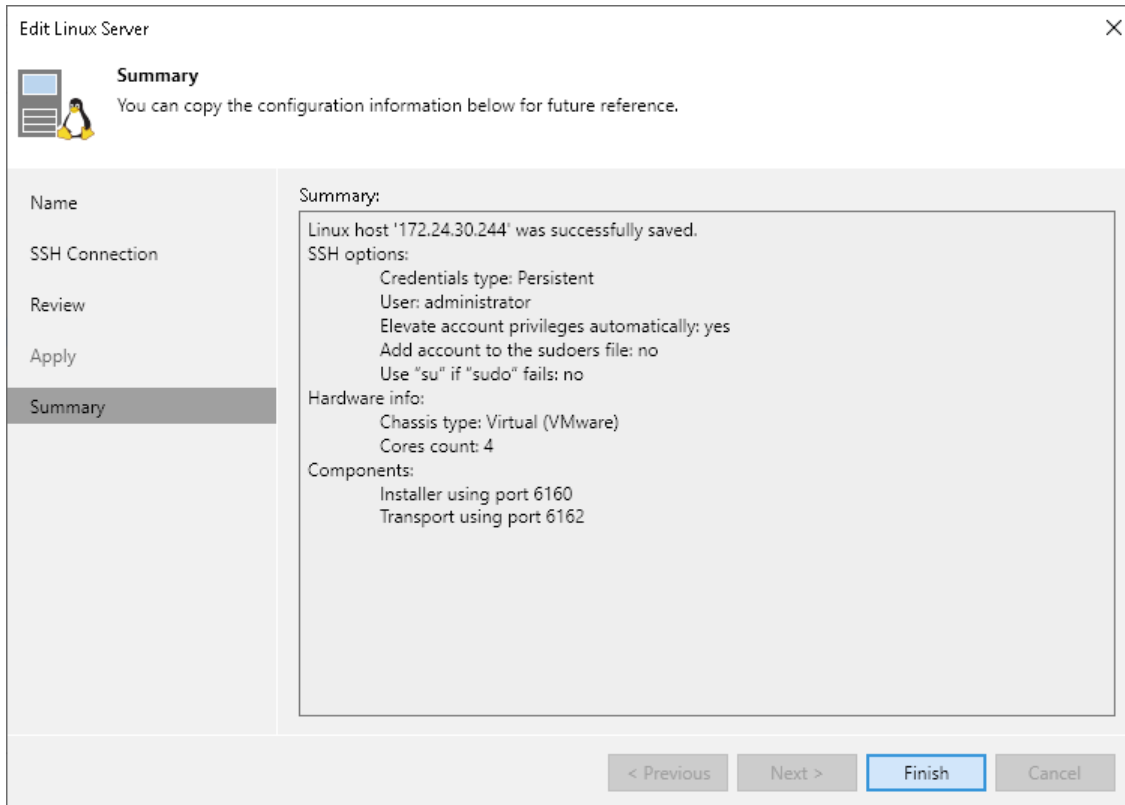 Edit Linux Server
Summary
You can copy the configuration information below for future reference.
Name
SSH Connection
Review
Apply
Summary
Summary:
Linux host '172.24.30.244' was successfully saved.
SSH options:
Credentials type: Persistent
User: administrator
Elevate account privileges automatically: yes
Add account to the sudoers file: no
Use "su" if "sudo" fails: no
Hardware info:
Chassis type: Virtual (VMware)
Cores count: 4
Components:
Installer using port 6160
Transport using port 6162
< Previous
Next >
Finish
Cancel